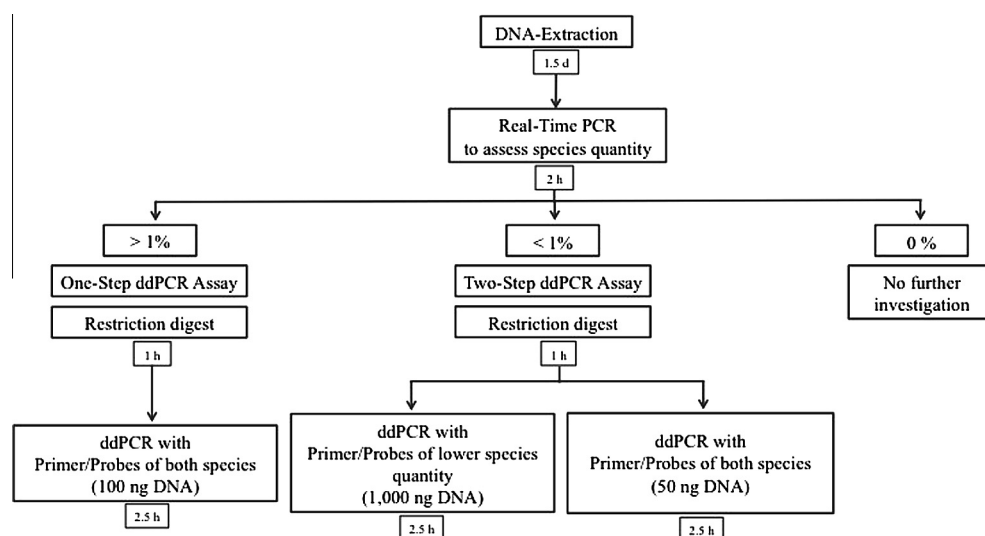 DNA-Extraction
1.5 d
Real-Time PCR
to assess species quantity
2 h
> 1%
< 1%
0 %
One-Step ddPCR Assay
Two-Step ddPCR Assay
No further
investigation
Restriction digest
Restriction digest
1 h
1 h
ddPCR with
Primer/Probes of both species
(100 ng DNA)
2.5 h
ddPCR with
Primer/Probes of lower species
quantity
(1,000 ng DNA)
2.5 h
ddPCR with
Primer/Probes of both species
(50 ng DNA)
2.5 h